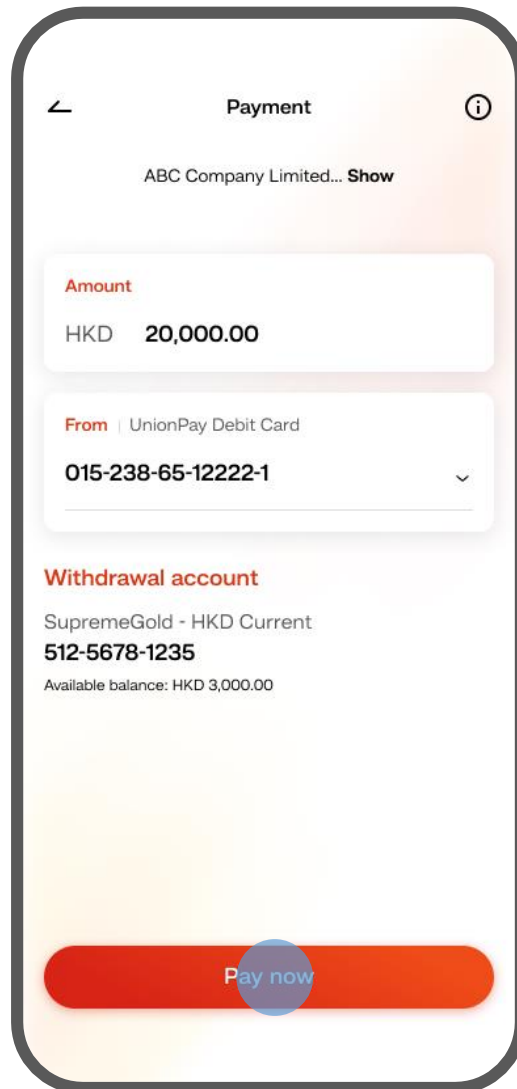 Payment
ABC Company Limited... Show
Amount
HKD 20,000.00
From | UnionPay Debit Card
015-238-65-12222-1
Withdrawal account
SupremeGold - HKD Current
512-5678-1235
Available balance: HKD 3,000.00
Pay now